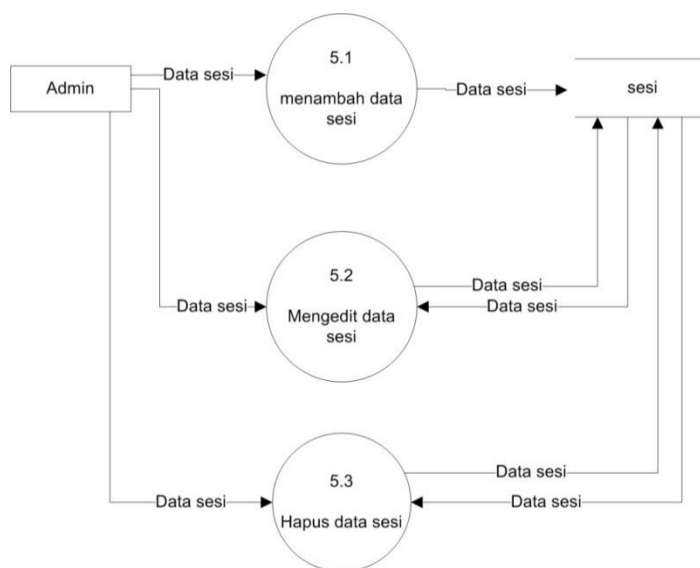 5.1
Admin
Data sesi
menambah data
sesi
Data sesi
sesi
5.2
Data sesi
Data sesi
Mengedit data
sesi
Data sesi
5.3
Data sesi
Data sesi
Hapus data sesi
Data sesi